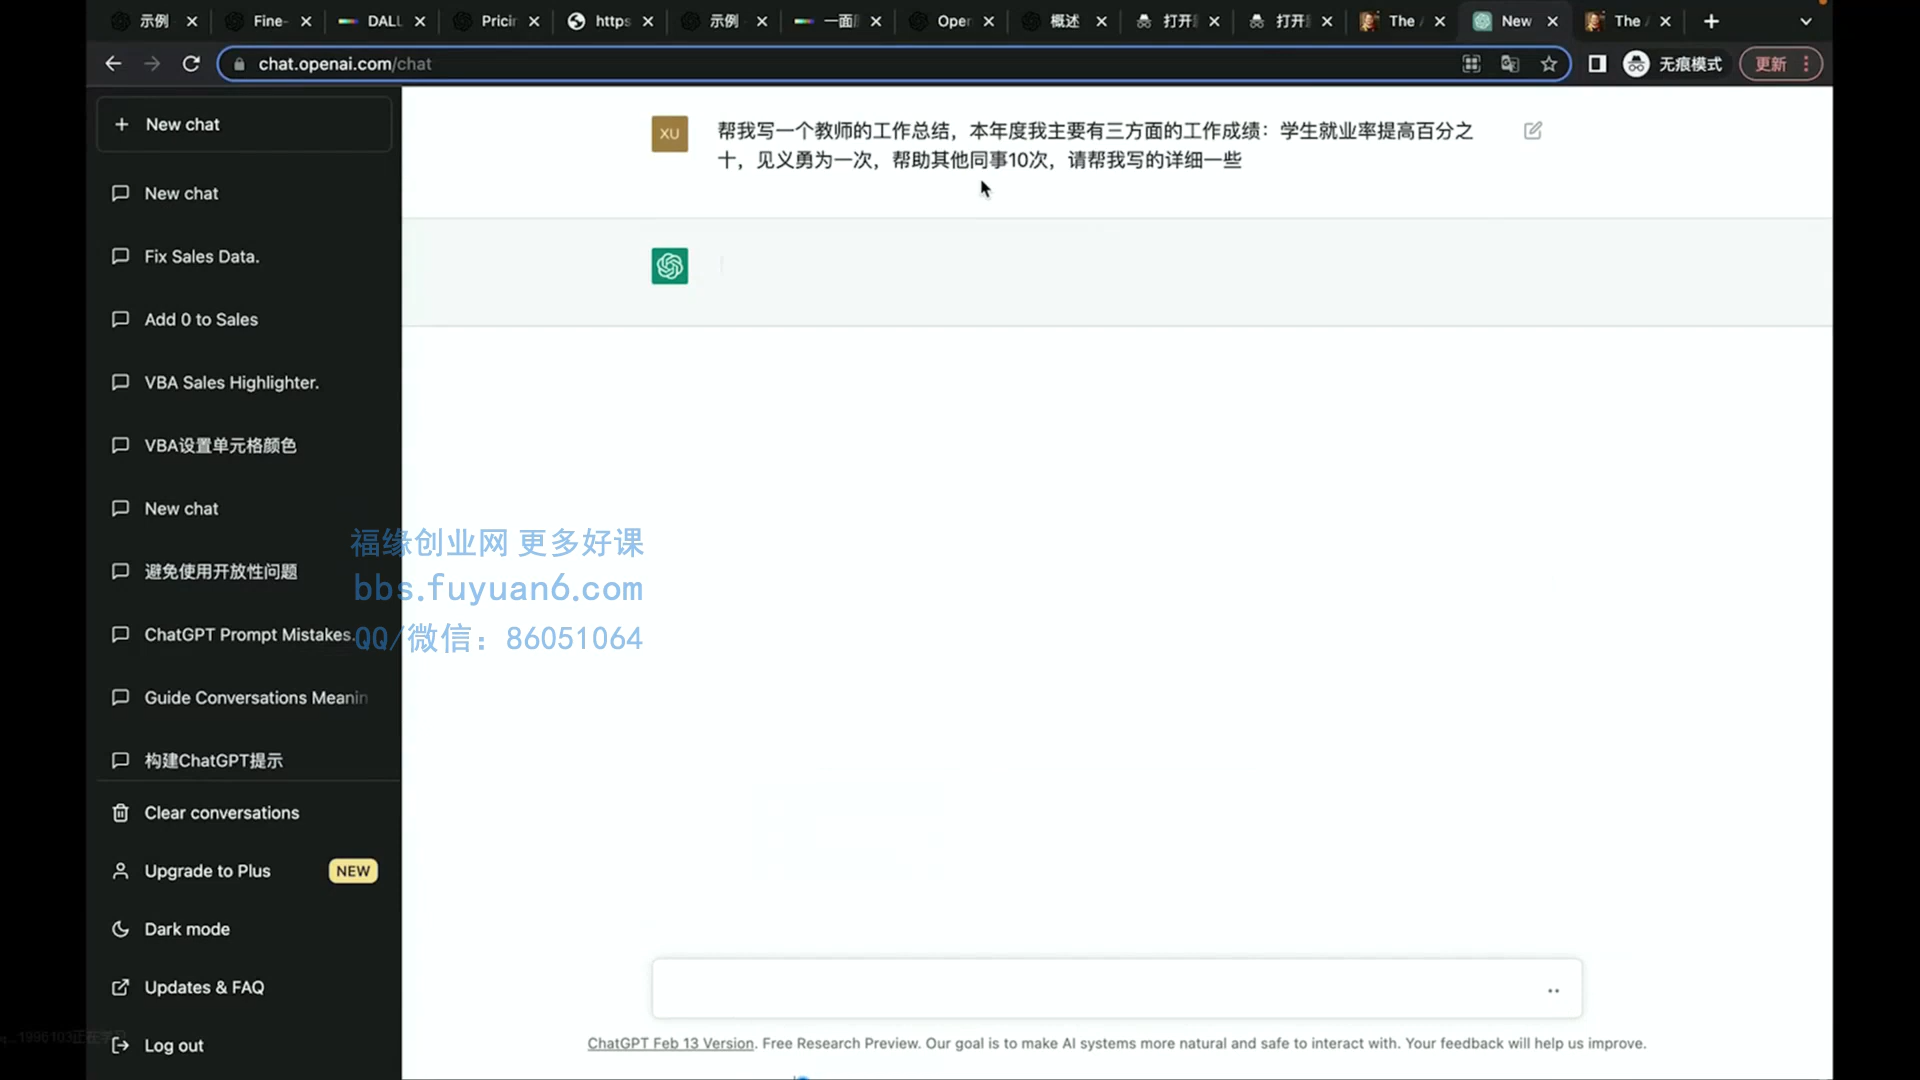 示例
Fine-
DALL
Pricin
https
示例
一面
Open
概述
打开
打开
The
New
The
chat.openai.com/chat
无痕模式
更新
New chat
New chat
Fix Sales Data.
Add 0 to Sales
VBA Sales Highlighter.
VBA设置单元格颜色
New chat
避免使用开放性问题
ChatGPT Prompt Mistakes.
Guide Conversations Meanin
构建ChatGPT提示
Clear conversations
Upgrade to Plus
NEW
Dark mode
Updates & FAQ
Log out
XU
帮我写一个教师的工作总结，本年度我主要有三方面的工作成绩：学生就业率提高百分之
十，见义勇为一次，帮助其他同事10次，请帮我写的详细一些
福缘创业网 更多好课
bbs.fuyuan6.com
QQ/微信：86051064
ChatGPT Feb 13 Version. Free Research Preview. Our goal is to make AI systems more natural and safe to interact with. Your feedback will help us improve.